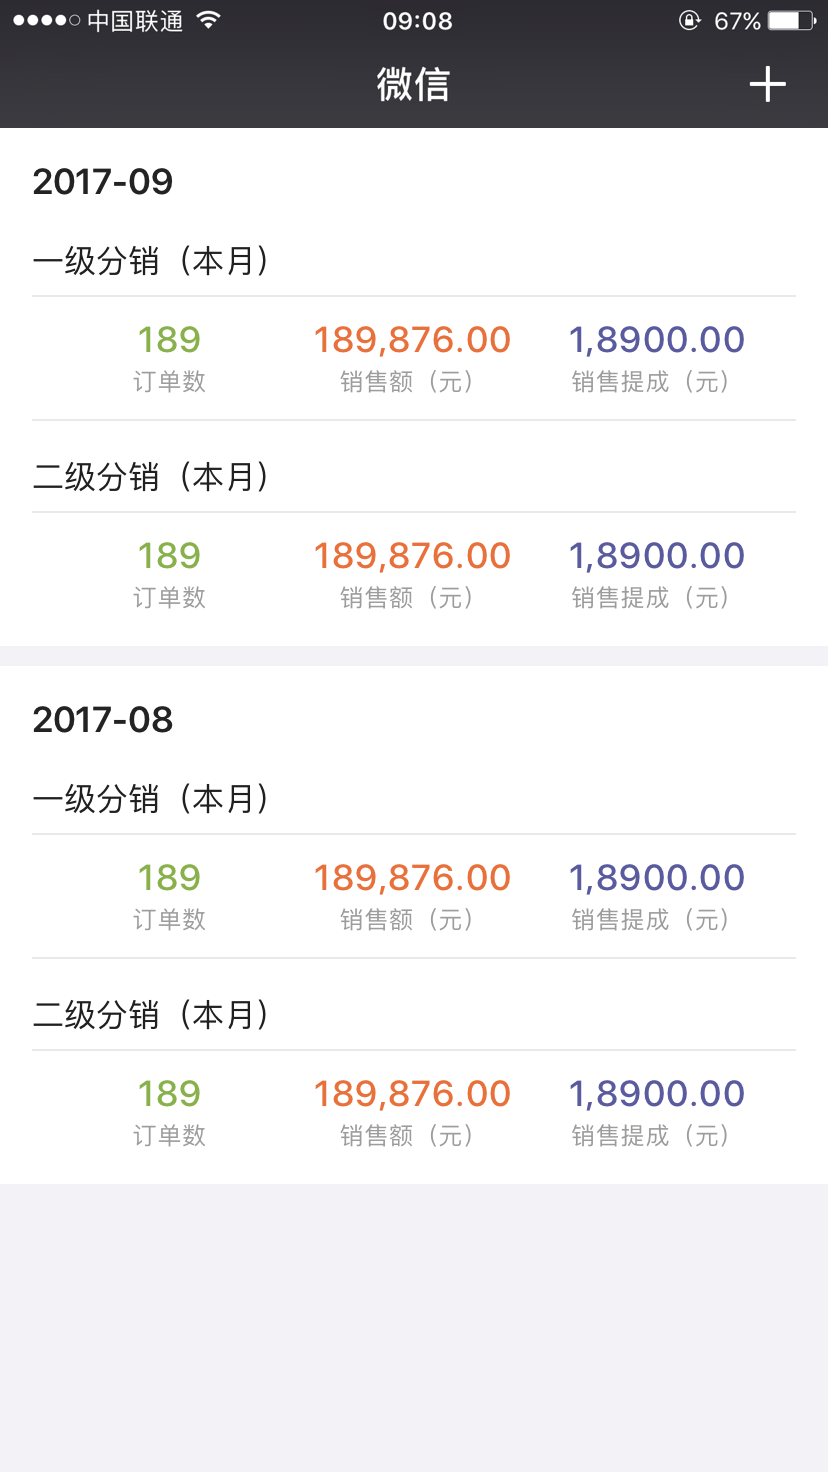 中国联通 09:08 67%
微信
2017-09
一级分销（本月）
189 189,876.00 1,8900.00
订单数 销售额（元） 销售提成（元）
二级分销（本月）
189 189,876.00 1,8900.00
订单数 销售额（元） 销售提成（元）
2017-08
一级分销（本月）
189 189,876.00 1,8900.00
订单数 销售额（元） 销售提成（元）
二级分销（本月）
189 189,876.00 1,8900.00
订单数 销售额（元） 销售提成（元）